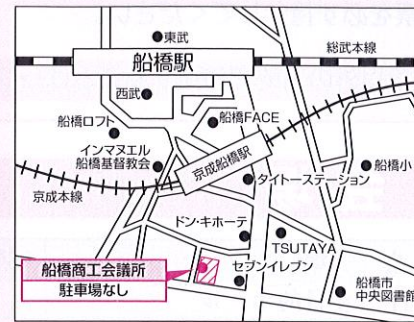 東武
総武本線
船橋駅
西武
船橋ロフト
船橋FACE
インマヌエル
船橋基督教会
京成船橋駅
船橋小
タイトーステーション
京成本線
ドン・キホーテ
TSUTAYA
船橋商工会議所
駐車場なし
セブンイレブン
船橋市
中央図書館